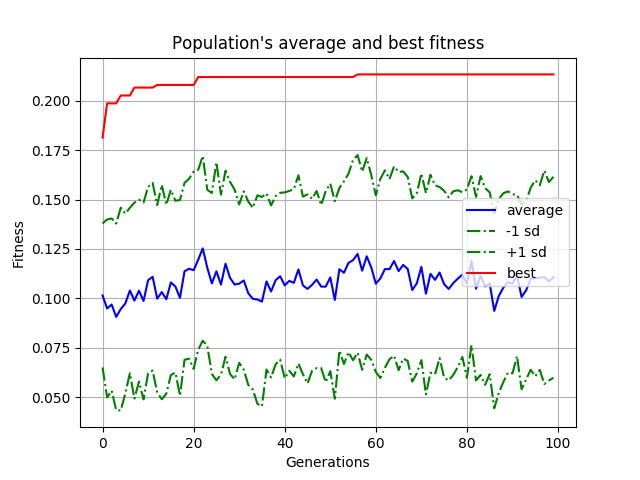 Population's average and best fitness
Fitness
0.200
0.175
0.150
0.125
0.100
0.075
0.050
average
-1 sd
+1 sd
best
0
20
40
60
80
100
Generations